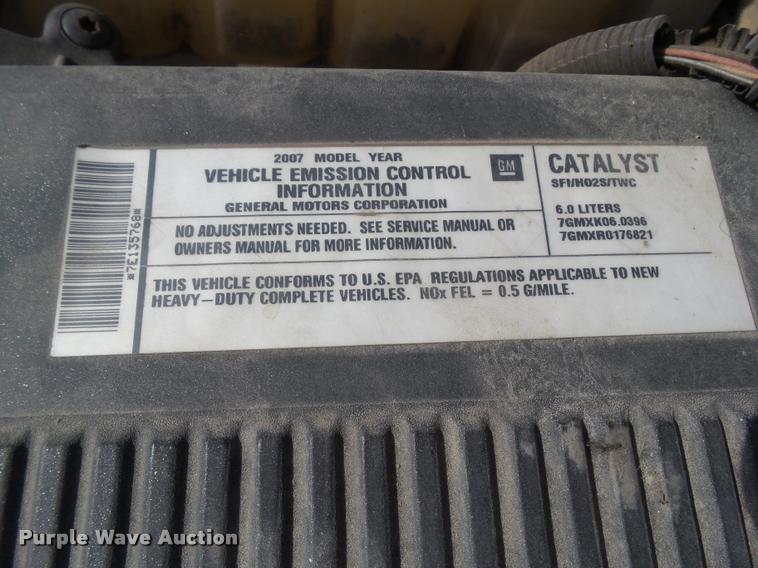 2007 MODEL YEAR
VEHICLE EMISSION CONTROL
INFORMATION
GENERAL MOTORS CORPORATION
GM
NO ADJUSTMENTS NEEDED. SEE SERVICE MANUAL OR
OWNERS MANUAL FOR MORE INFORMATION.
CATALYST
SFI/HO2S/TWC
6.0 LITERS
7GMXK06.0396
7GMXR0176821
THIS VEHICLE CONFORMS TO U.S. EPA REGULATIONS APPLICABLE TO NEW
HEAVY-DUTY COMPLETE VEHICLES. NOx FEL = 0.5 G/MILE.
*7E135768*
Purple Wave Auction